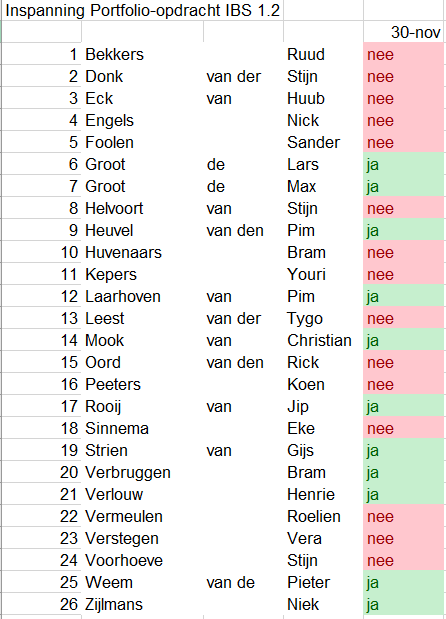 Inspanning Portfolio-opdracht IBS 1.2
30-nov
1 Bekkers Ruud nee
2 Donk van der Stijn nee
3 Eck van Huub nee
4 Engels Nick nee
5 Foolen Sander nee
6 Groot de Lars ja
7 Groot de Max ja
8 Helvoort van Stijn nee
9 Heuvel van den Pim ja
10 Huvenaars Bram nee
11 Kepers Youri nee
12 Laarhoven van Pim ja
13 Leest van der Tygo nee
14 Mook van Christian ja
15 Oord van den Rick nee
16 Peeters Koen nee
17 Rooij van Jip ja
18 Sinnema Eke nee
19 Strien van Gijs ja
20 Verbruggen Bram ja
21 Verlouw Henrie ja
22 Vermeulen Roelien nee
23 Verstegen Vera nee
24 Voorhoeve Stijn nee
25 Weem van de Pieter ja
26 Zijlmans Niek ja